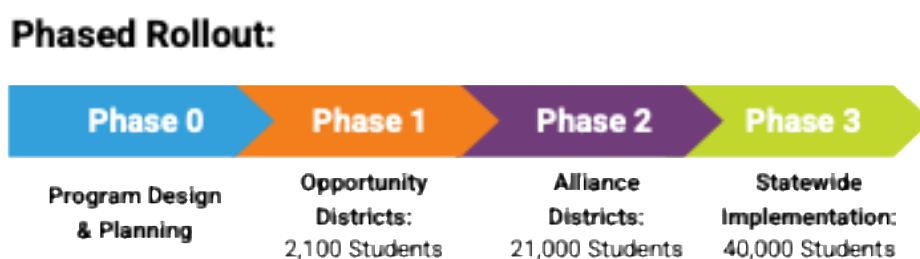 Phased Rollout:
Phase 0
Phase 1
Phase 2
Phase 3
Program Design
& Planning
Opportunity
Districts:
2,100 Students
Alliance
Districts:
21,000 Students
Statewide
Implementation:
40,000 Students